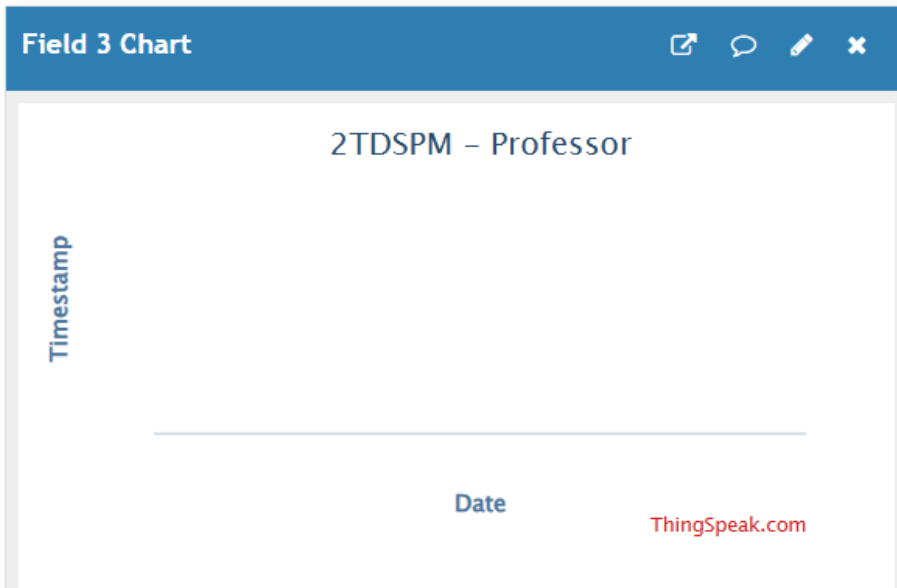 Field 3 Chart
2TDSPM - Professor
Timestamp
Date
ThingSpeak.com